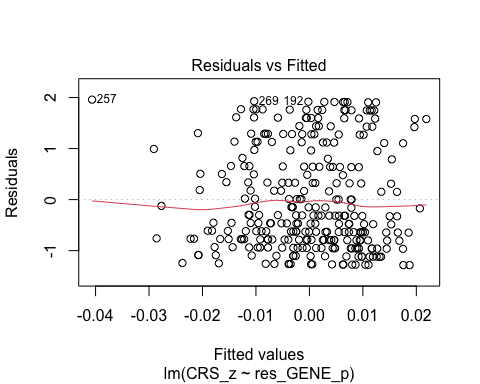 Residuals vs Fitted
Residuals
2
1
0
-1
257
269 192
-0.04 -0.03 -0.02 -0.01 0.00 0.01 0.02
Fitted values
lm(CRS_z ~ res_GENE_p)